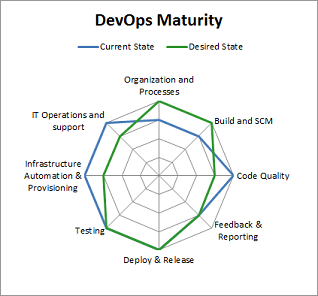 DevOps Maturity
Current State
Desired State
Organization and
Processes
Build and SCM
Code Quality
Feedback &
Reporting
Deploy & Release
Testing
Infrastructure
Automation &
Provisioning
IT Operations and
support